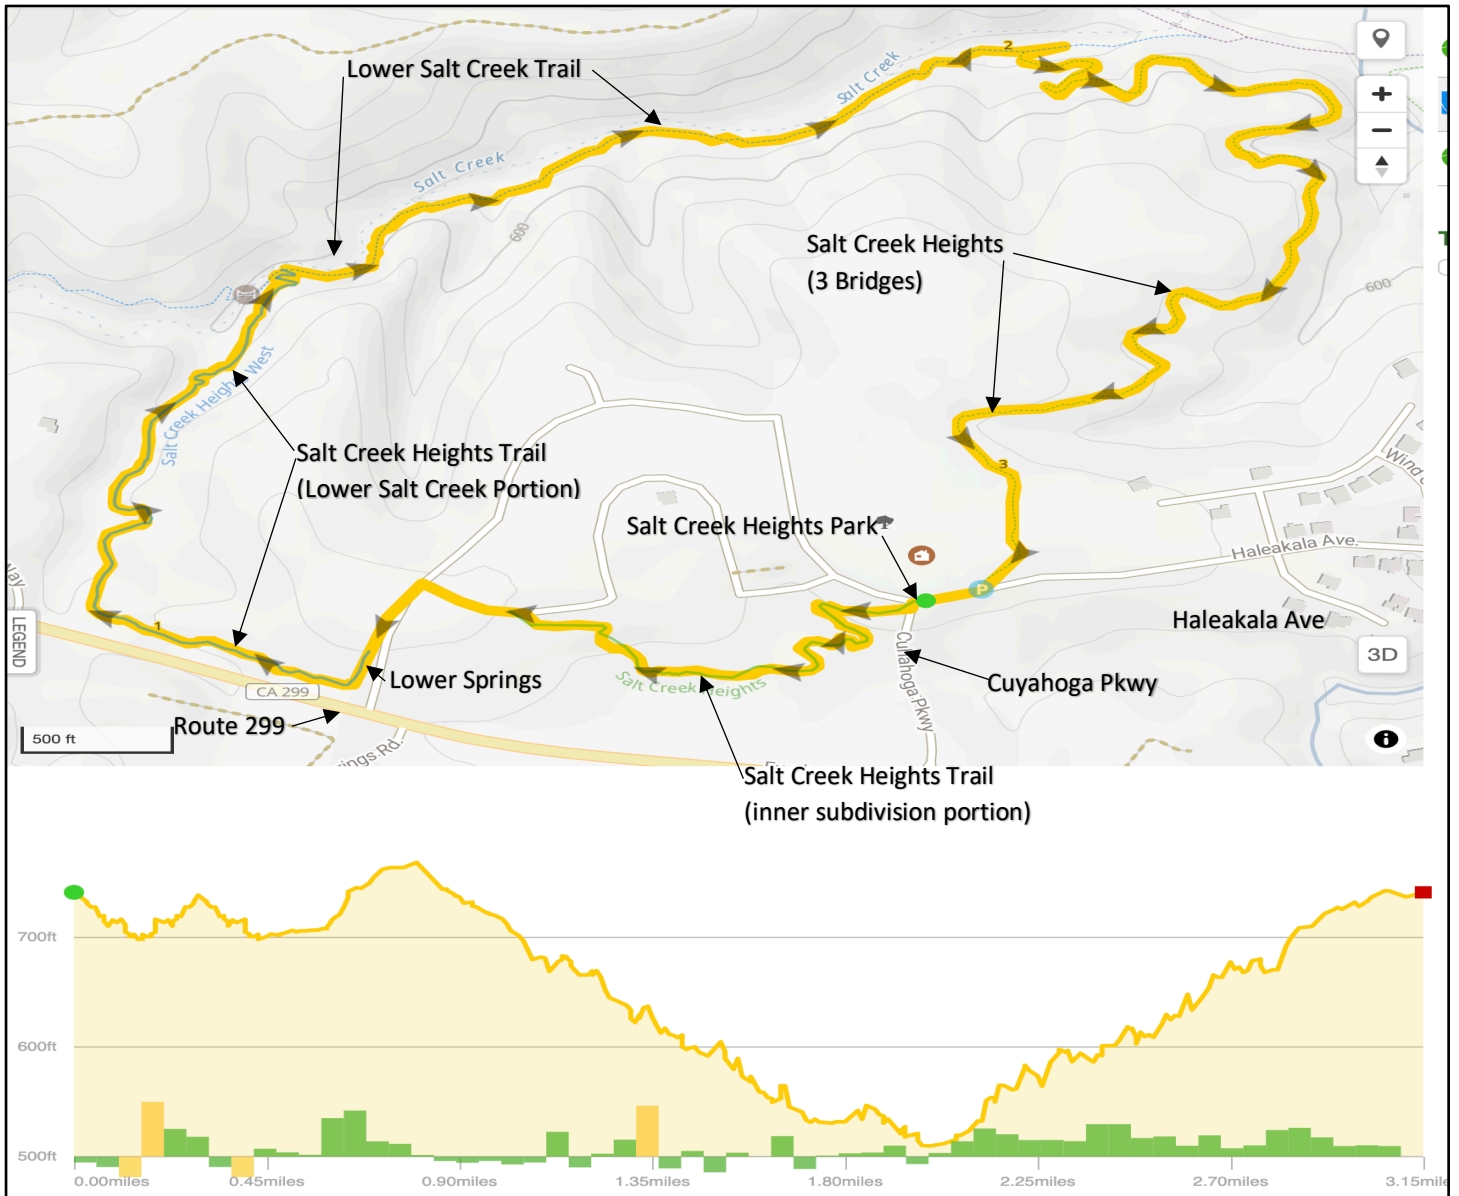 2
Salt Creek
Lower Salt Creek Trail
Salt Creek
600
Salt Creek Heights
(3 Bridges)
600
Salt Creek Heights West
Salt Creek Heights Trail
(Lower Salt Creek Portion)
3
Salt Creek Heights Park
P
Haleakala Ave.
Haleakala Ave
LEGEND
1
3D
CA 299
Lower Springs
Salt Creek Heights
Cuyahoga Pkwy
Cuyahoga Pkwy
Route 299
500 ft
Rd.
Salt Creek Heights Trail
(inner subdivision portion)
700ft
600ft
500ft
0.00miles
0.45miles
0.90miles
1.35miles
1.80miles
2.25miles
2.70miles
3.15mile